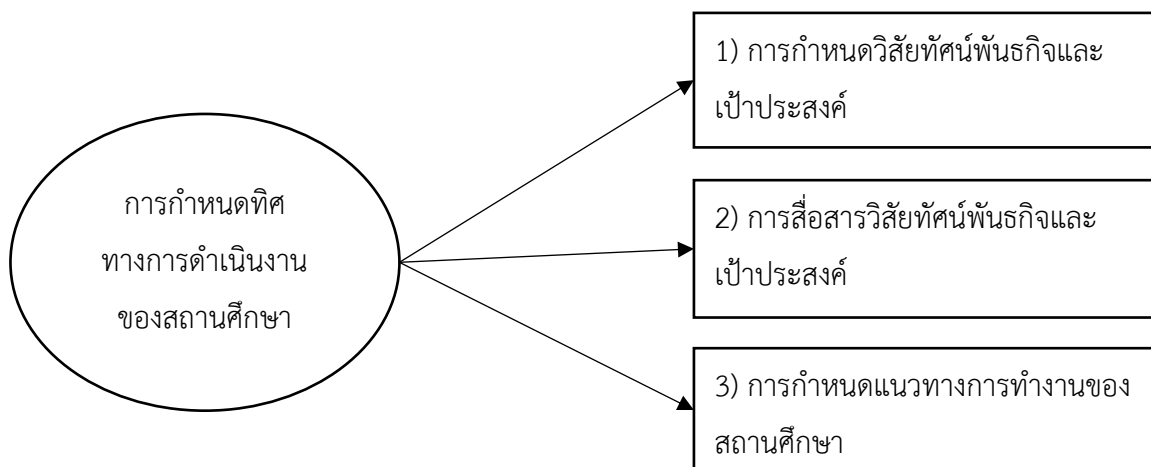 การกำหนดทิศ
ทางการดำเนินงาน
ของสถานศึกษา
1) การกำหนดวิสัยทัศน์พันธกิจและ
เป้าประสงค์
2) การสื่อสารวิสัยทัศน์พันธกิจและ
เป้าประสงค์
3) การกำหนดแนวทางการทำงานของ
สถานศึกษา